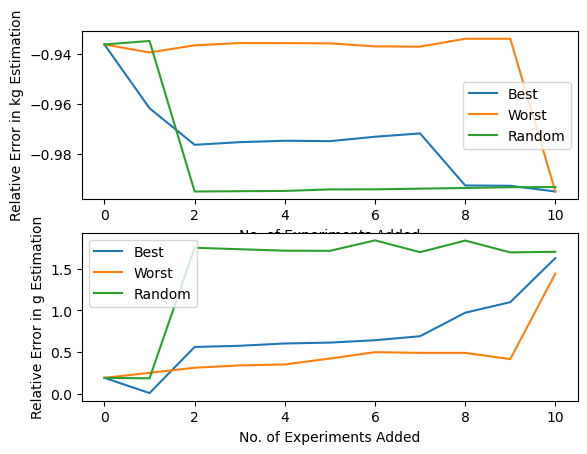 Relative Error in kg Estimation
−0.94
−0.96
−0.98
Best
Worst
Random
0
2
4
6
8
10
No. of Experiments Added
Relative Error in g Estimation
1.5
1.0
0.5
0.0
Best
Worst
Random
0
2
4
6
8
10
No. of Experiments Added